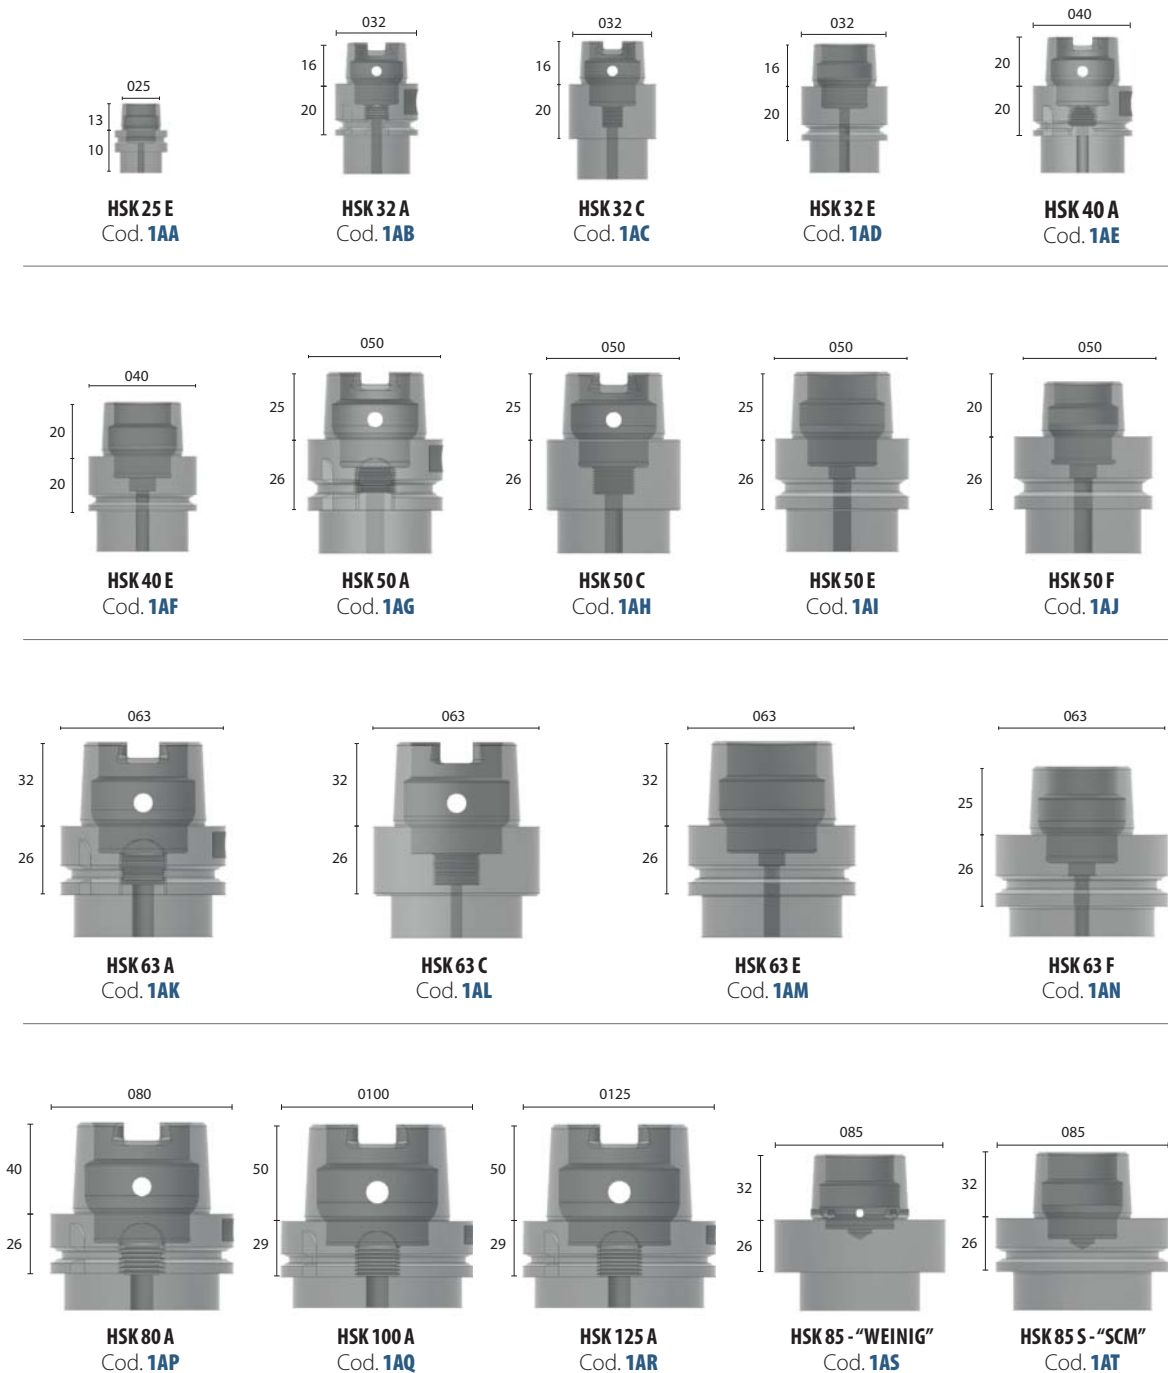 025
13
10
HSK 25 E
Cod. 1AA
032
16
20
HSK 32 A
Cod. 1AB
032
16
20
HSK 32 C
Cod. 1AC
032
16
20
HSK 32 E
Cod. 1AD
040
20
20
HSK 40 A
Cod. 1AE
040
20
20
HSK 40 E
Cod. 1AF
050
25
26
HSK 50 A
Cod. 1AG
050
25
26
HSK 50 C
Cod. 1AH
050
25
26
HSK 50 E
Cod. 1AI
050
20
26
HSK 50 F
Cod. 1AJ
063
32
26
HSK 63 A
Cod. 1AK
063
32
26
HSK 63 C
Cod. 1AL
063
32
26
HSK 63 E
Cod. 1AM
063
25
26
HSK 63 F
Cod. 1AN
080
40
26
HSK 80 A
Cod. 1AP
0100
50
29
HSK 100 A
Cod. 1AQ
0125
50
29
HSK 125 A
Cod. 1AR
085
32
26
HSK 85 - “WEINIG”
Cod. 1AS
085
32
26
HSK 85 S - “SCM”
Cod. 1AT